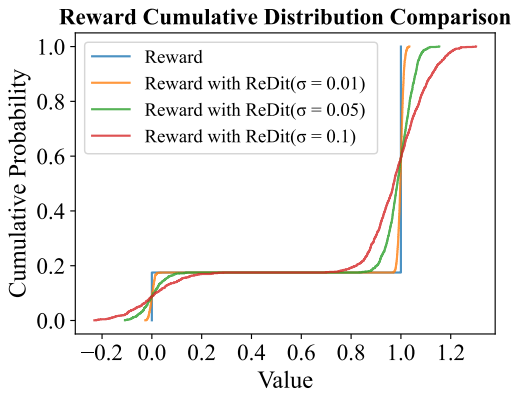 Reward Cumulative Distribution Comparison
Reward
Reward with ReDit(σ = 0.01)
Reward with ReDit(σ = 0.05)
Reward with ReDit(σ = 0.1)
Cumulative Probability
1.0
0.8
0.6
0.4
0.2
0.0
−0.2 0.0 0.2 0.4 0.6 0.8 1.0 1.2
Value